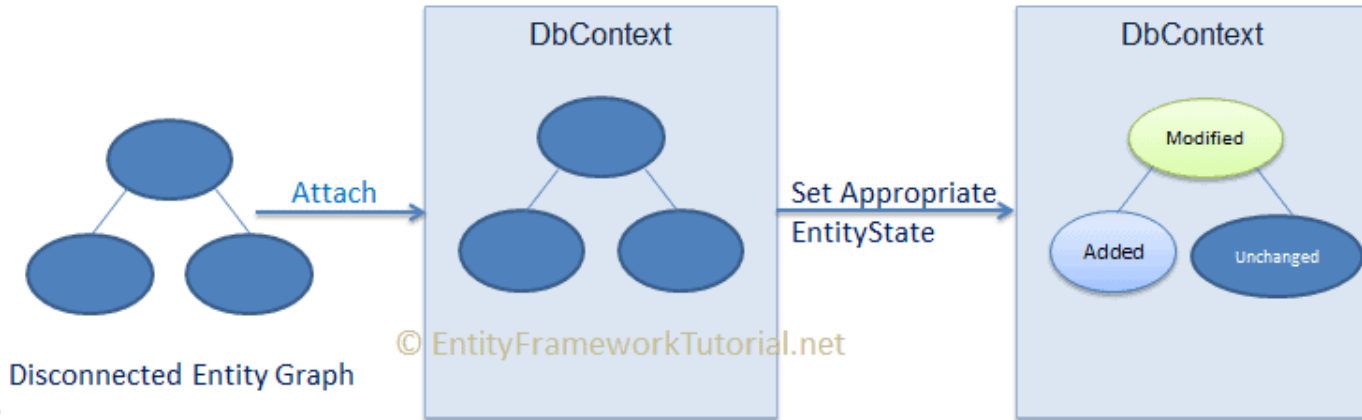 DbContext
DbContext
Modified
Attach
Set Appropriate
EntityState
Added
Unchanged
© EntityFrameworkTutorial.net
Disconnected Entity Graph